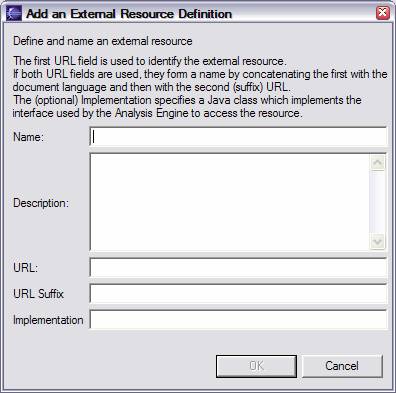 Add an External Resource Definition
Define and name an external resource
The first URL field is used to identify the external resource.
If both URL fields are used, they form a name by concatenating the first with the
document language and then with the second (suffix) URL.
The (optional) Implementation specifies a Java class which implements the
interface used by the Analysis Engine to access the resource.
Name:
Description:
URL:
URL Suffix
Implementation
OK
Cancel